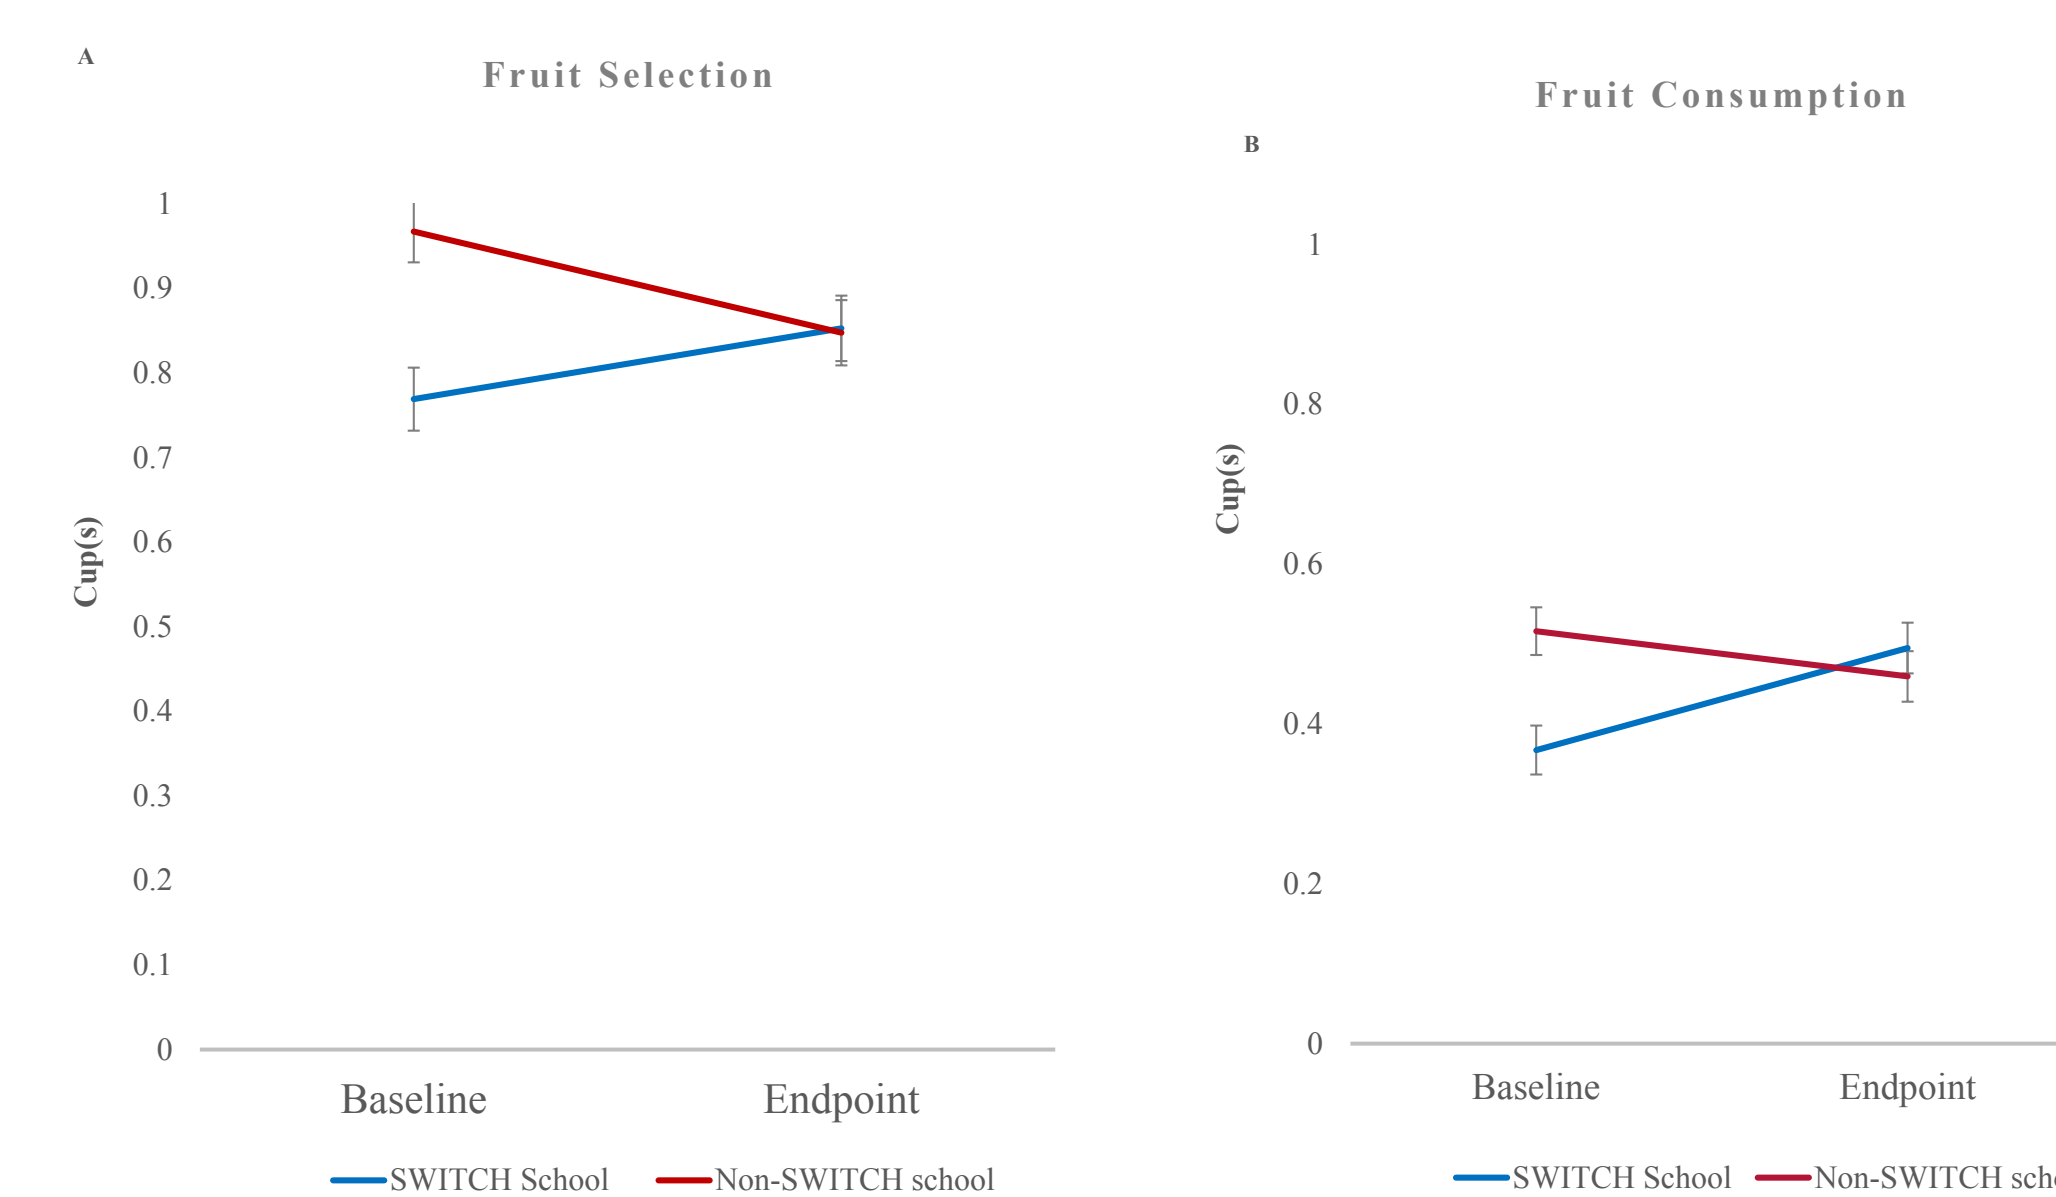 A
Fruit Selection
1
0.9
0.8
0.7
0.6
0.5
0.4
0.3
0.2
0.1
0
Cup(s)
Baseline Endpoint
SWITCH School Non-SWITCH school
Fruit Consumption
B
1
0.8
0.6
0.4
0.2
0
Cup(s)
Baseline Endpoint
SWITCH School Non-SWITCH